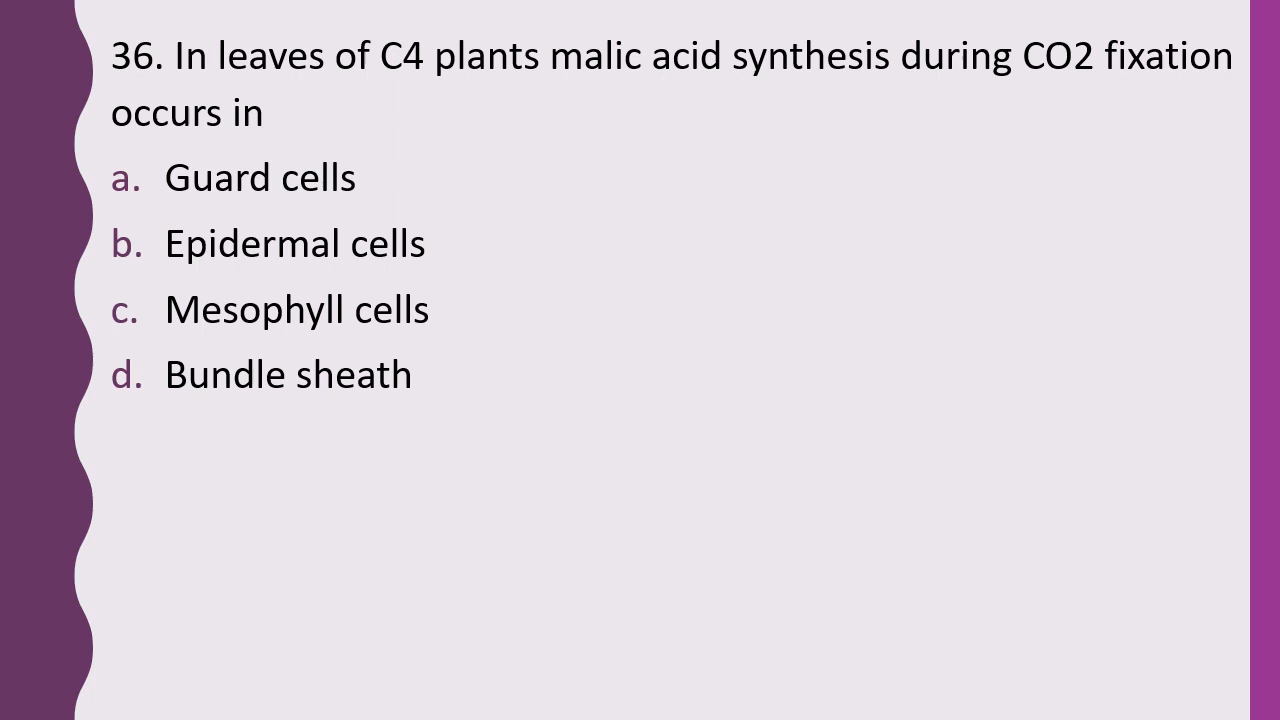 36. In leaves of C4 plants malic acid synthesis during CO2 fixation
occurs in
a. Guard cells
b. Epidermal cells
c. Mesophyll cells
d. Bundle sheath